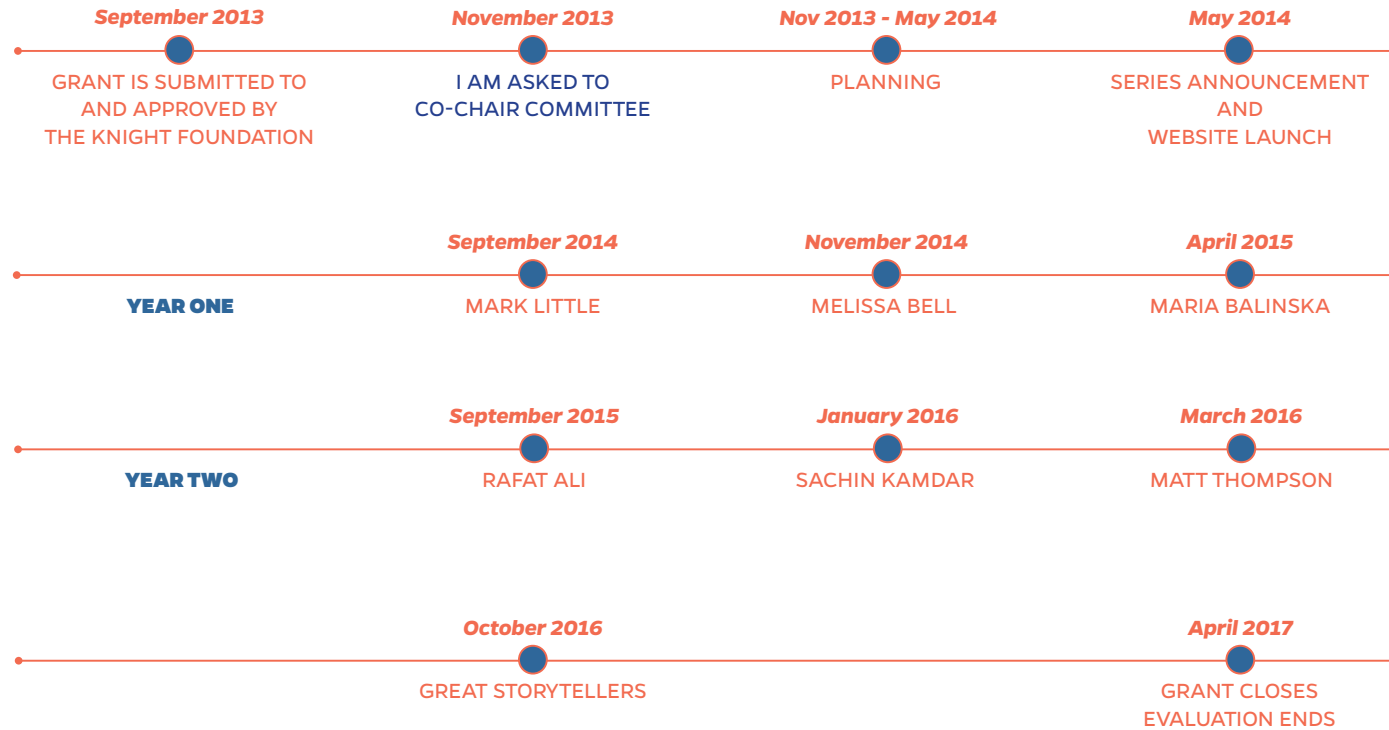 September 2013
GRANT IS SUBMITTED TO
AND APPROVED BY
THE KNIGHT FOUNDATION
November 2013
I AM ASKED TO
CO-CHAIR COMMITTEE
Nov 2013 - May 2014
PLANNING
May 2014
SERIES ANNOUNCEMENT
AND
WEBSITE LAUNCH
YEAR ONE
September 2014
MARK LITTLE
November 2014
MELISSA BELL
April 2015
MARIA BALINSKA
YEAR TWO
September 2015
RAFAT ALI
January 2016
SACHIN KAMDAR
March 2016
MATT THOMPSON
October 2016
GREAT STORYTELLERS
April 2017
GRANT CLOSES
EVALUATION ENDS